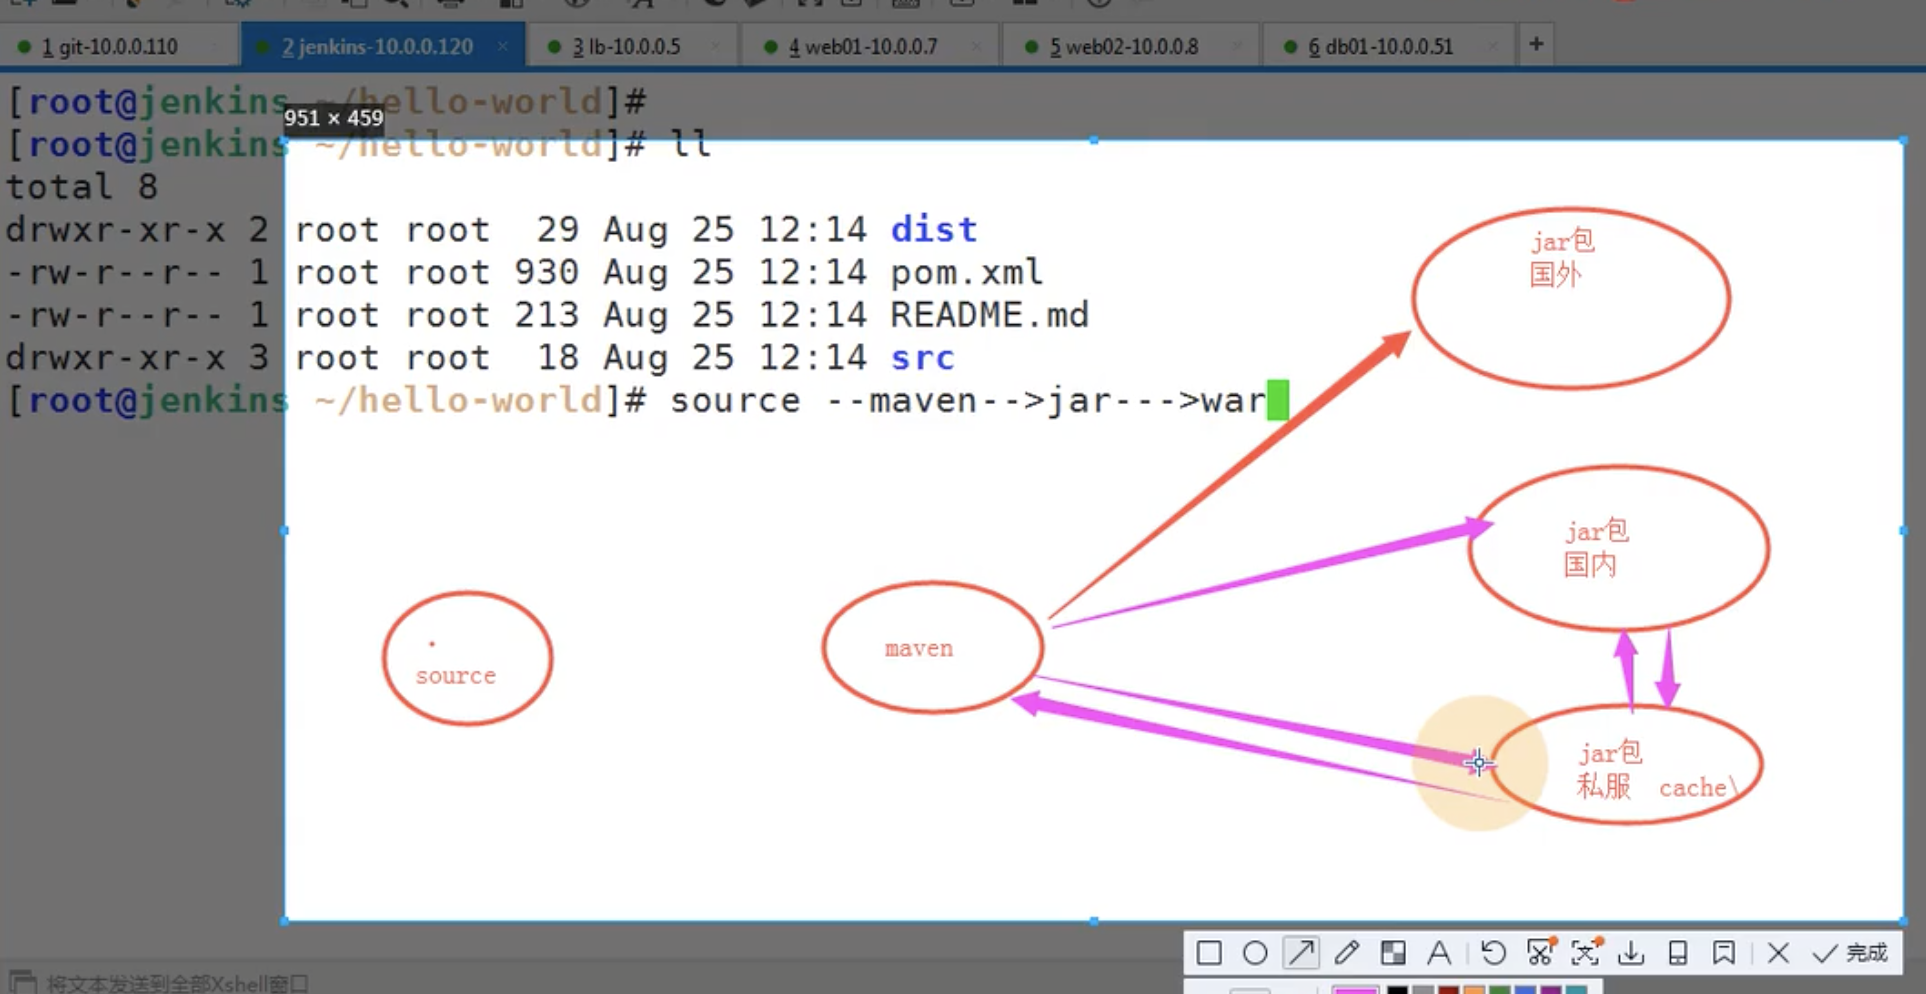 1 git-10.0.0.110
2 jenkins-10.0.0.120
3 lb-10.0.0.5
4 web01-10.0.0.7
5 web02-10.0.0.8
6 db01-10.0.0.51
[root@jenkins ~/hello-world]#
951 × 459
[root@jenkins ~/hello-world]# ll
total 8
drwxr-xr-x 2 root root  29 Aug 25 12:14 dist
-rw-r--r-- 1 root root 930 Aug 25 12:14 pom.xml
-rw-r--r-- 1 root root 213 Aug 25 12:14 README.md
drwxr-xr-x 3 root root  18 Aug 25 12:14 src
[root@jenkins ~/hello-world]# source --maven-->jar--->war
jar包
国外
jar包
国内
source
maven
jar包
私服 cache\
完成
将文本发送到全部Xshell窗口